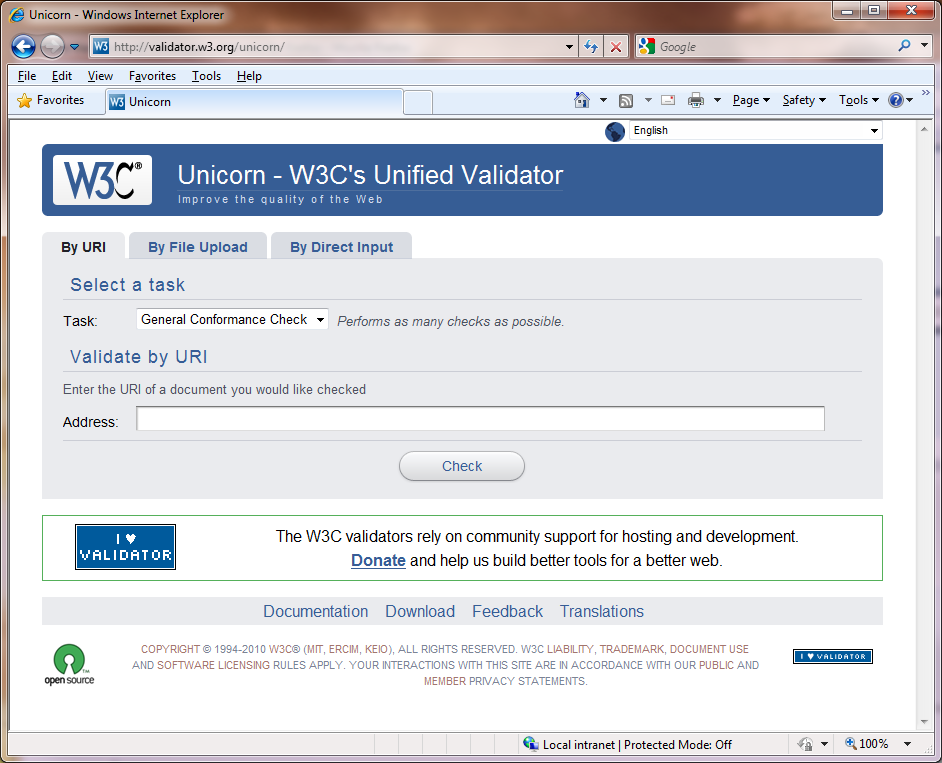 Unicorn - Windows Internet Explorer
W3 http://validator.w3.org/unicorn/
Google
File Edit View Favorites Tools Help
Favorites W3 Unicorn Page Safety Tools
English
W3C® Unicorn - W3C's Unified Validator
Improve the quality of the Web
By URI By File Upload By Direct Input
Select a task
Task: General Conformance Check Performs as many checks as possible.
Validate by URI
Enter the URI of a document you would like checked
Address:
Check
The W3C validators rely on community support for hosting and development.
I ♥
VALIDATOR
Donate and help us build better tools for a better web.
Documentation Download Feedback Translations
COPYRIGHT © 1994-2010 W3C® (MIT, ERCIM, KEIO), ALL RIGHTS RESERVED. W3C LIABILITY, TRADEMARK, DOCUMENT USE
AND SOFTWARE LICENSING RULES APPLY. YOUR INTERACTIONS WITH THIS SITE ARE IN ACCORDANCE WITH OUR PUBLIC AND
MEMBER PRIVACY STATEMENTS.
open source
I ♥ VALIDATOR
Local intranet | Protected Mode: Off
100%